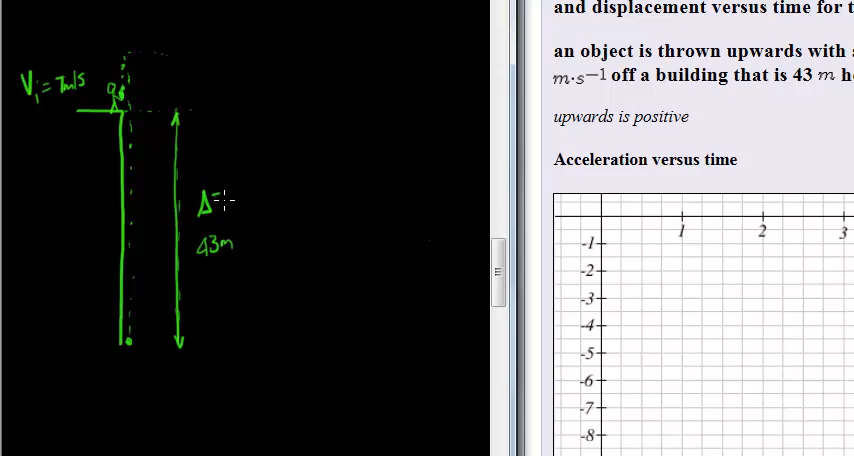 Vi = 7m/s
Δ =
43m
and displacement versus time for t
an object is thrown upwards with
m·s−1 off a building that is 43 m h
upwards is positive
Acceleration versus time
1 2 3
-1
-2
-3
-4
-5
-6
-7
-8